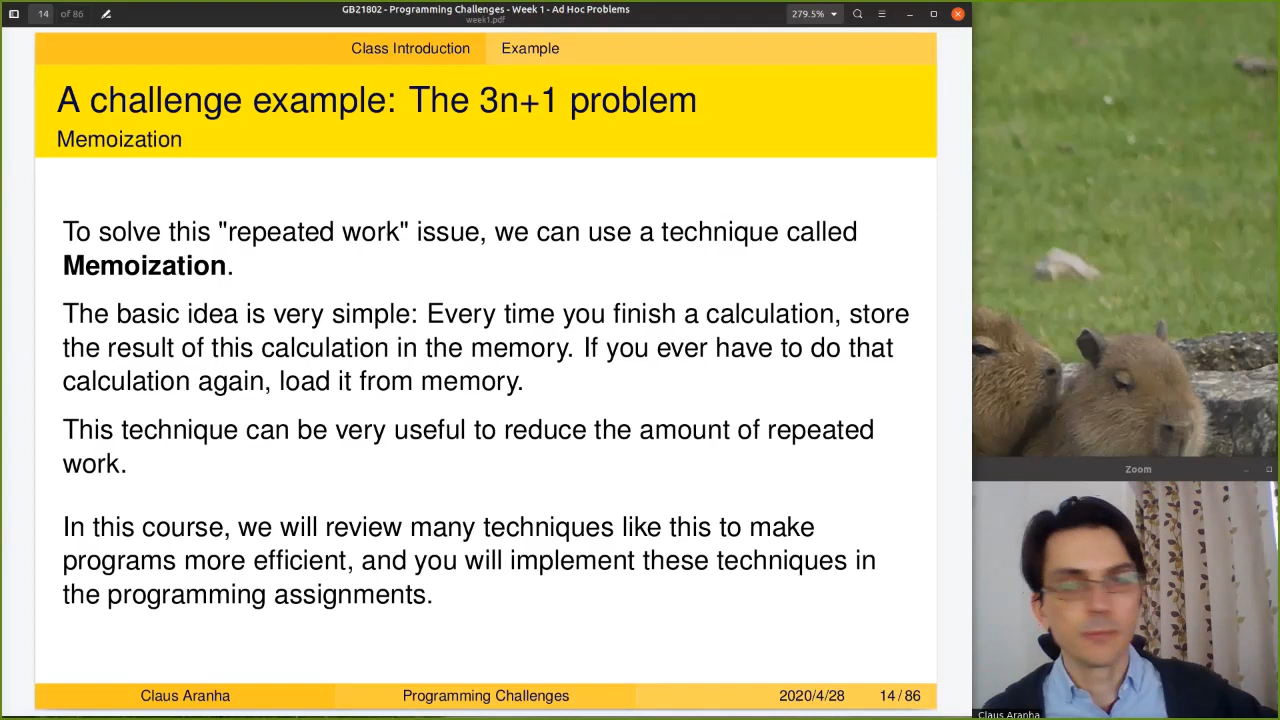 14 of 86
GB21802 - Programming Challenges - Week 1 - Ad Hoc Problems
week1.pdf
279.5%
Class Introduction Example
A challenge example: The 3n+1 problem
Memoization
To solve this "repeated work" issue, we can use a technique called
Memoization.
The basic idea is very simple: Every time you finish a calculation, store
the result of this calculation in the memory. If you ever have to do that
calculation again, load it from memory.
This technique can be very useful to reduce the amount of repeated
work.
In this course, we will review many techniques like this to make
programs more efficient, and you will implement these techniques in
the programming assignments.
Claus Aranha Programming Challenges 2020/4/28 14 / 86
Zoom
Claus Aranha